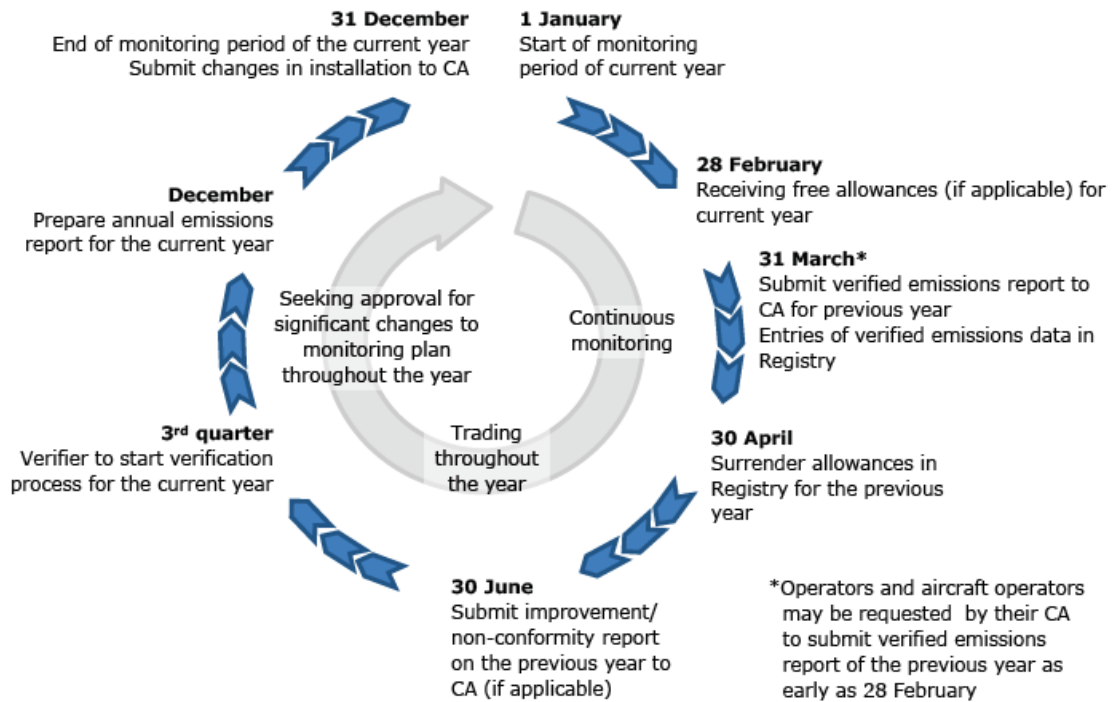 31 December
End of monitoring period of the current year
Submit changes in installation to CA
1 January
Start of monitoring
period of current year
28 February
Receiving free allowances (if applicable) for
current year
31 March*
Submit verified emissions report to
CA for previous year
Entries of verified emissions data in
Registry
30 April
Surrender allowances in
Registry for the previous
year
30 June
Submit improvement/
non-conformity report
on the previous year to
CA (if applicable)
3rd quarter
Verifier to start verification
process for the current year
December
Prepare annual emissions
report for the current year
Seeking approval for
significant changes to
monitoring plan
throughout the year
Continuous
monitoring
Trading
throughout
the year
*Operators and aircraft operators
may be requested by their CA
to submit verified emissions
report of the previous year as
early as 28 February